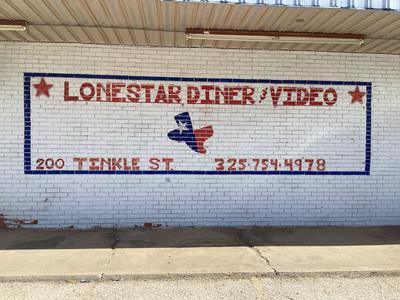 LONESTAR DINER & VIDEO
200 TINKLE ST. 325-754-4978